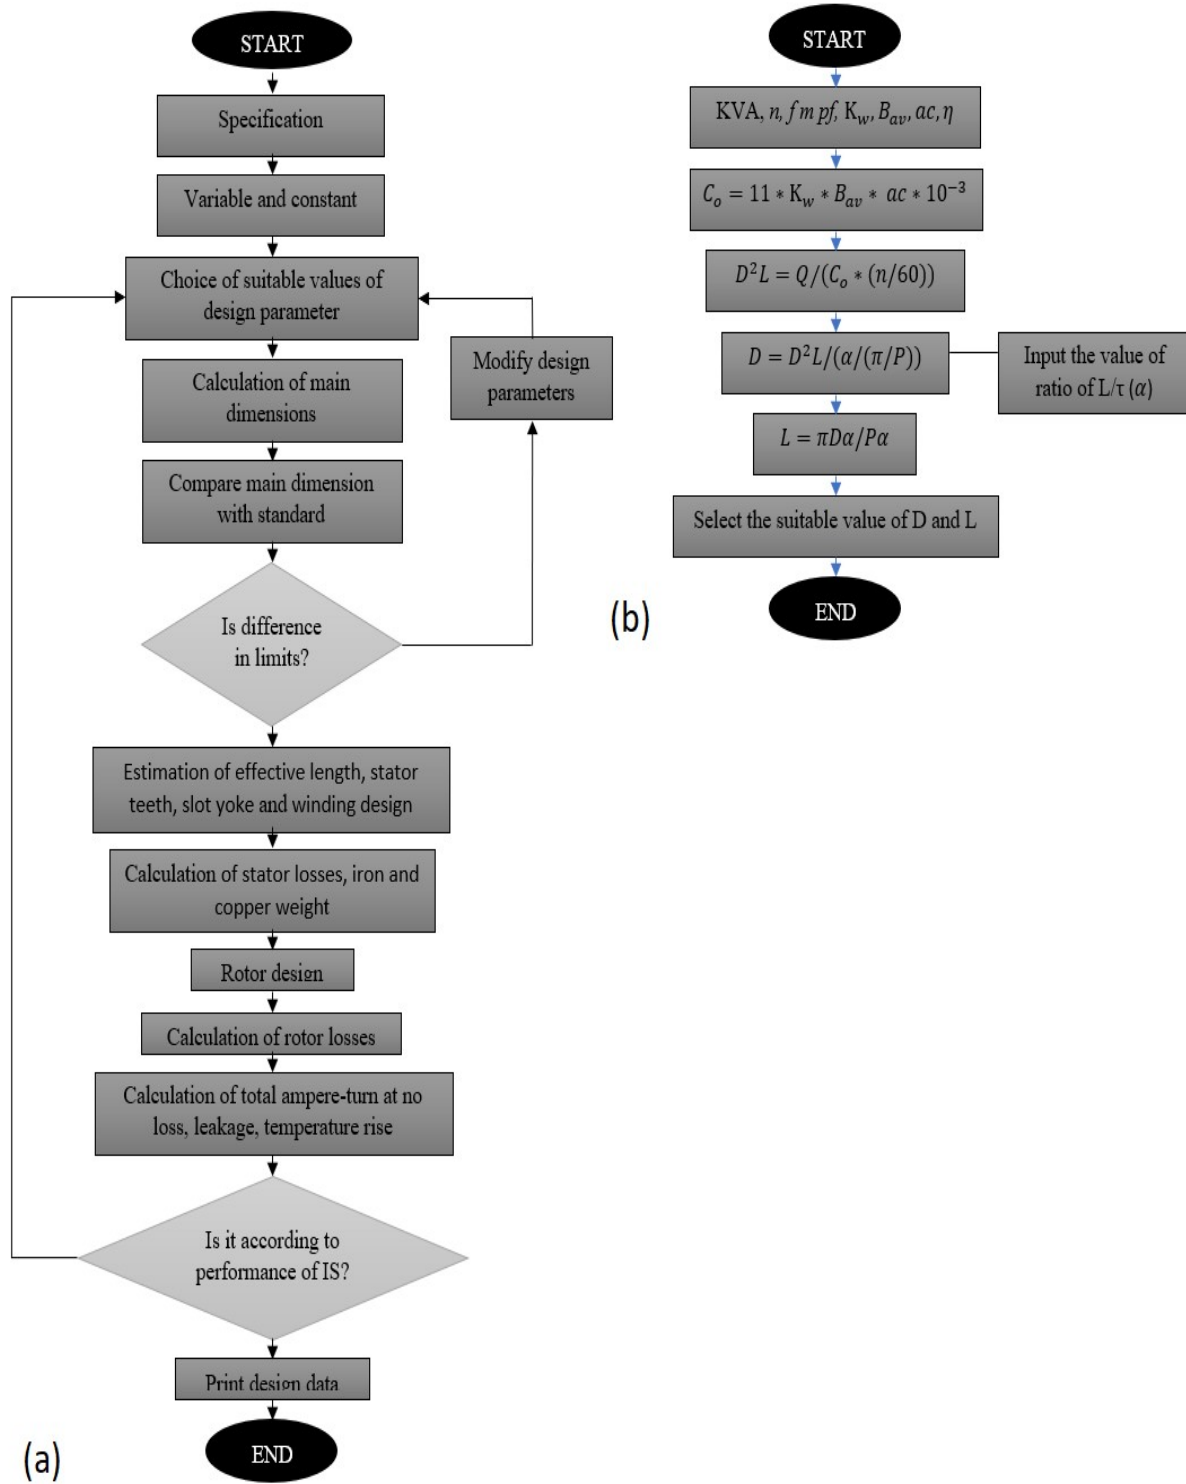 START
Specification
Variable and constant
Choice of suitable values of
design parameter
Modify design
parameters
Calculation of main
dimensions
Compare main dimension
with standard
Is difference
in limits?
Estimation of effective length, stator
teeth, slot yoke and winding design
Calculation of stator losses, iron and
copper weight
Rotor design
Calculation of rotor losses
Calculation of total ampere-turn at no
loss, leakage, temperature rise
Is it according to
performance of IS?
Print design data
END
(a)
START
KVA, n, f m pf, K_w, B_av, ac, η
C_o = 11 * K_w * B_av * ac * 10^−3
D²L = Q/(C_o * (n/60))
D = D²L/(α/(π/P))
Input the value of
ratio of L/τ (α)
L = πDα/Pα
Select the suitable value of D and L
END
(b)